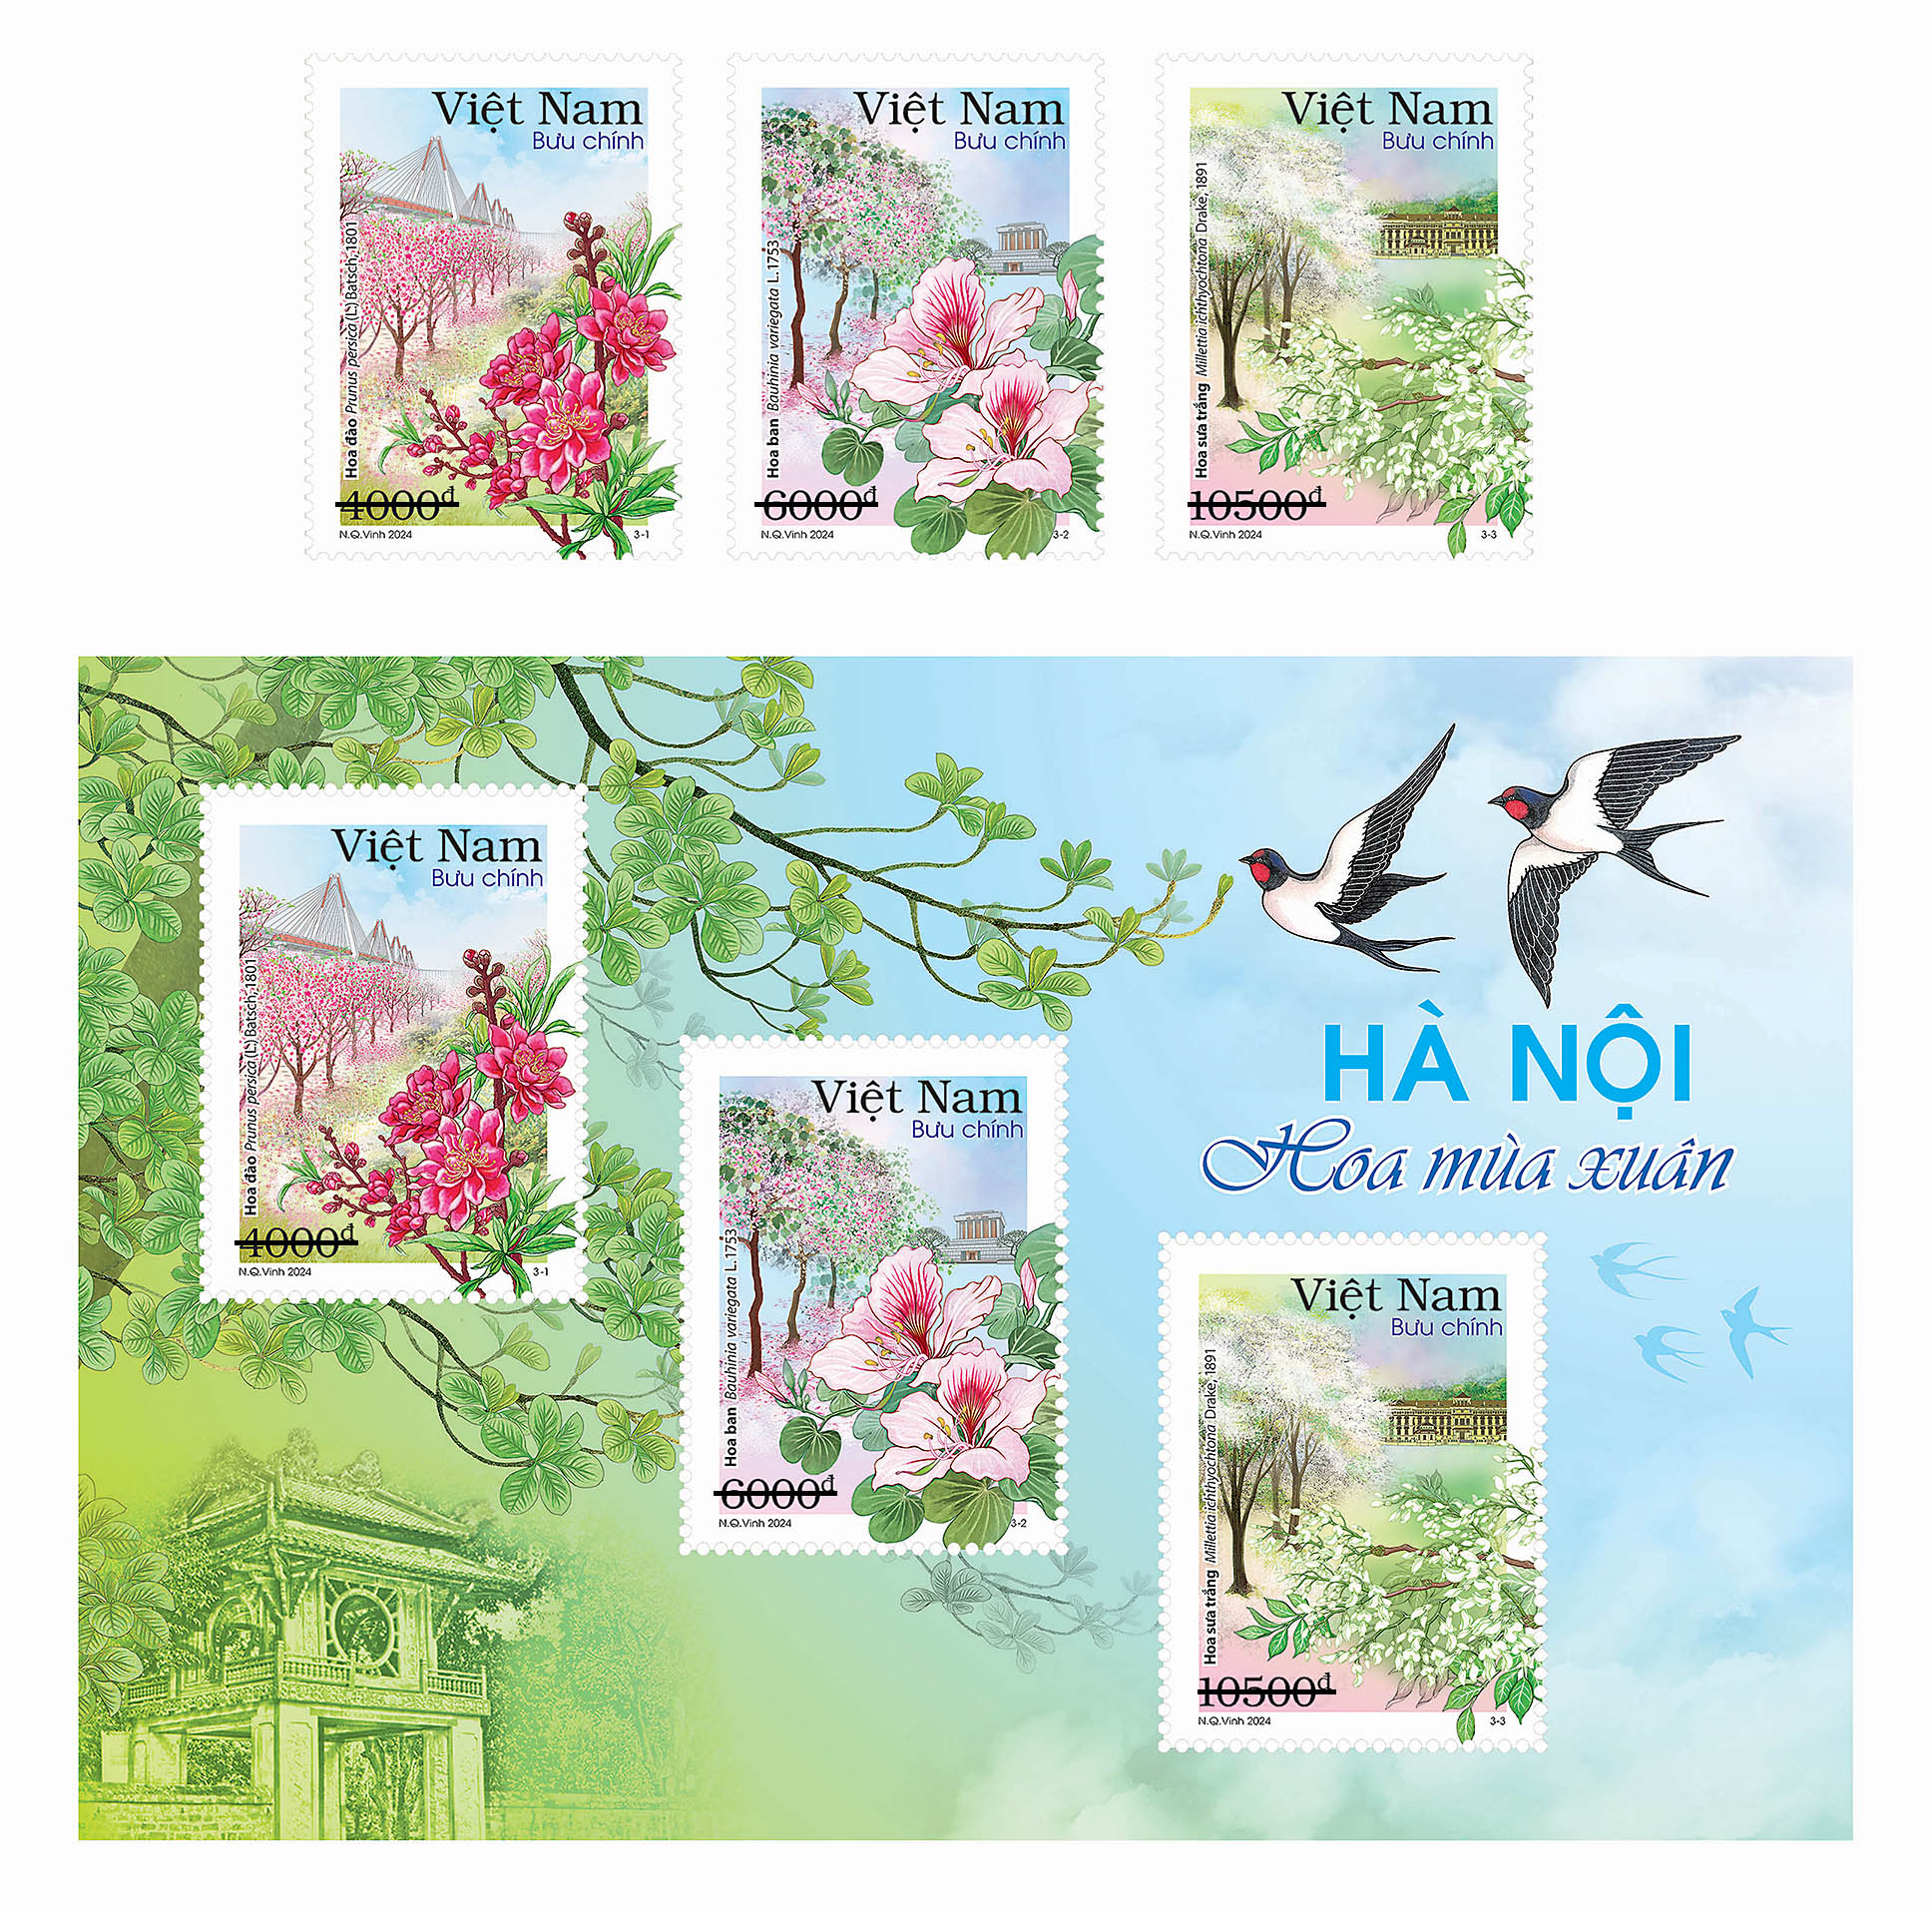 Việt Nam
Bưu chính
Hoa đào Prunus persica (L.) Batsch, 1801
4000đ
N.Q.Vinh 2024
3-1
Việt Nam
Bưu chính
Hoa ban Bauhinia variegata L. 1753
6000đ
N.Q.Vinh 2024
3-2
Việt Nam
Bưu chính
Hoa sưa trắng Millettia ichthyochtona Drake, 1891
10500đ
N.Q.Vinh 2024
3-3
Việt Nam
Bưu chính
Hoa đào Prunus persica (L.) Batsch, 1801
4000đ
N.Q.Vinh 2024
3-1
HÀ NỘI
Hoa mùa xuân
Việt Nam
Bưu chính
Hoa ban Bauhinia variegata L. 1753
6000đ
N.Q.Vinh 2024
3-2
Việt Nam
Bưu chính
Hoa sưa trắng Millettia ichthyochtona Drake, 1891
10500đ
N.Q.Vinh 2024
3-3